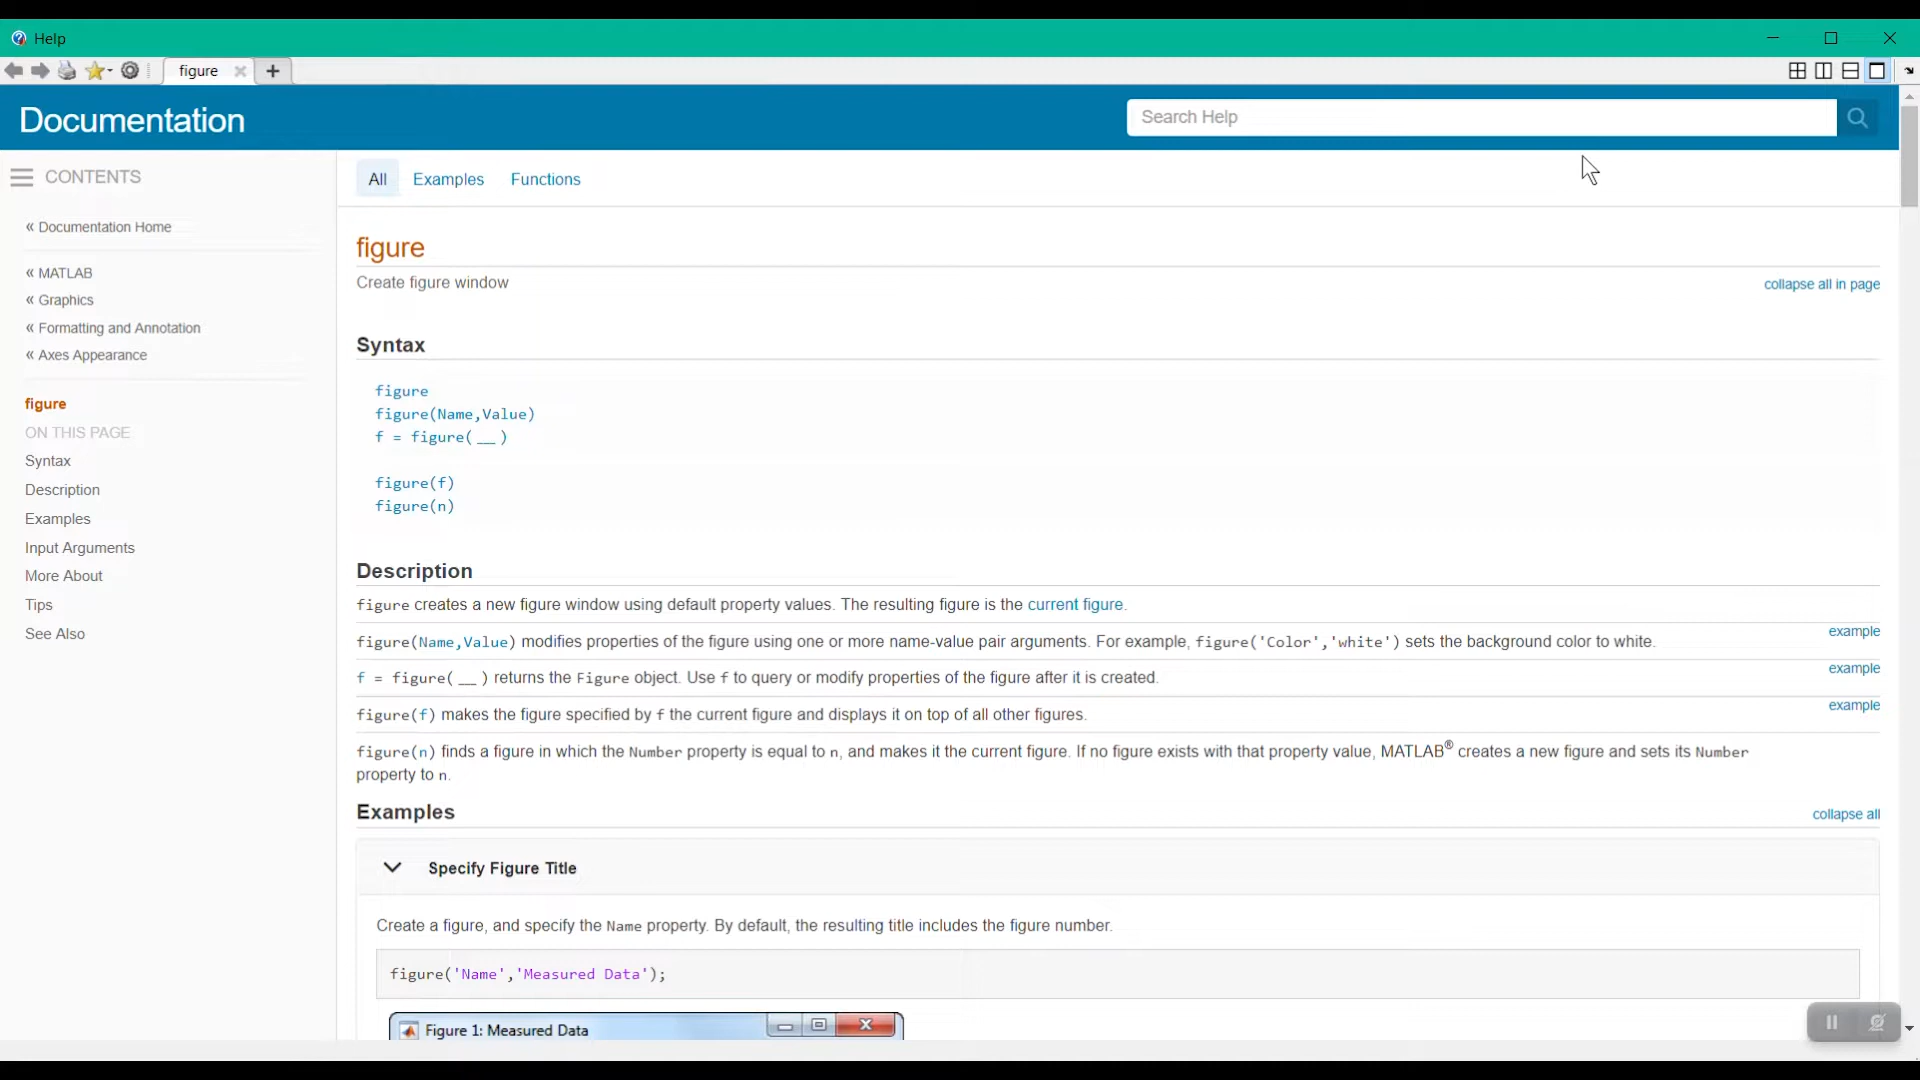 Help
figure
Documentation
Search Help
CONTENTS
All Examples Functions
« Documentation Home
« MATLAB
« Graphics
« Formatting and Annotation
« Axes Appearance
figure
ON THIS PAGE
Syntax
Description
Examples
Input Arguments
More About
Tips
See Also
figure
Create figure window
collapse all in page
Syntax
figure
figure(Name,Value)
f = figure( __ )
figure(f)
figure(n)
Description
figure creates a new figure window using default property values. The resulting figure is the current figure.
figure(Name,Value) modifies properties of the figure using one or more name-value pair arguments. For example, figure('Color','white') sets the background color to white.
example
f = figure( __ ) returns the Figure object. Use f to query or modify properties of the figure after it is created.
example
figure(f) makes the figure specified by f the current figure and displays it on top of all other figures.
example
figure(n) finds a figure in which the Number property is equal to n, and makes it the current figure. If no figure exists with that property value, MATLAB® creates a new figure and sets its Number
property to n.
Examples
collapse all
Specify Figure Title
Create a figure, and specify the Name property. By default, the resulting title includes the figure number.
figure('Name','Measured Data');
Figure 1: Measured Data